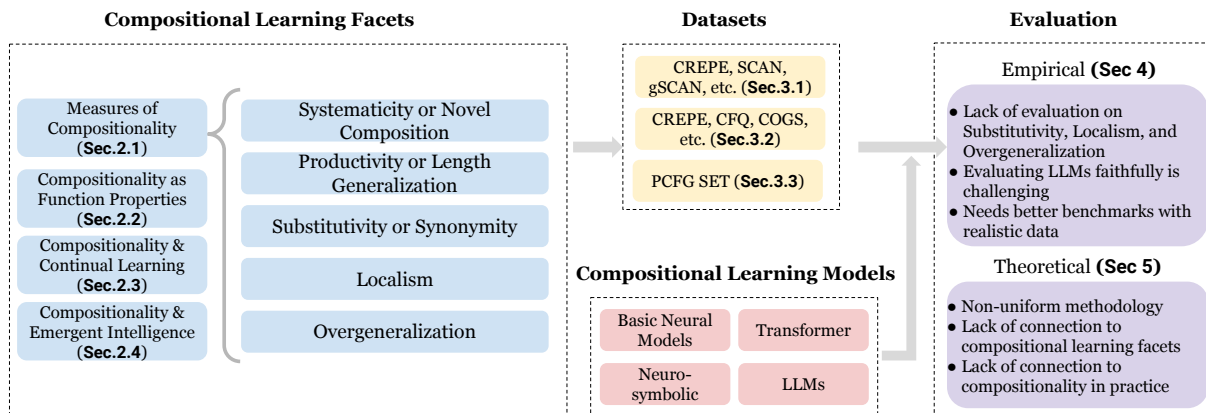 Compositional Learning Facets
Measures of
Compositionality
(Sec.2.1)
Compositionality as
Function Properties
(Sec.2.2)
Compositionality &
Continual Learning
(Sec.2.3)
Compositionality &
Emergent Intelligence
(Sec.2.4)
Systematicity or Novel
Composition
Productivity or Length
Generalization
Substitutivity or Synonymity
Localism
Overgeneralization
Datasets
CREPE, SCAN,
gSCAN, etc. (Sec.3.1)
CREPE, CFQ, COGS,
etc. (Sec.3.2)
PCFG SET (Sec.3.3)
Compositional Learning Models
Basic Neural
Models
Transformer
Neuro-
symbolic
LLMs
Evaluation
Empirical (Sec 4)
● Lack of evaluation on
Substitutivity, Localism, and
Overgeneralization
● Evaluating LLMs faithfully is
challenging
● Needs better benchmarks with
realistic data
Theoretical (Sec 5)
● Non-uniform methodology
● Lack of connection to
compositional learning facets
● Lack of connection to
compositionality in practice